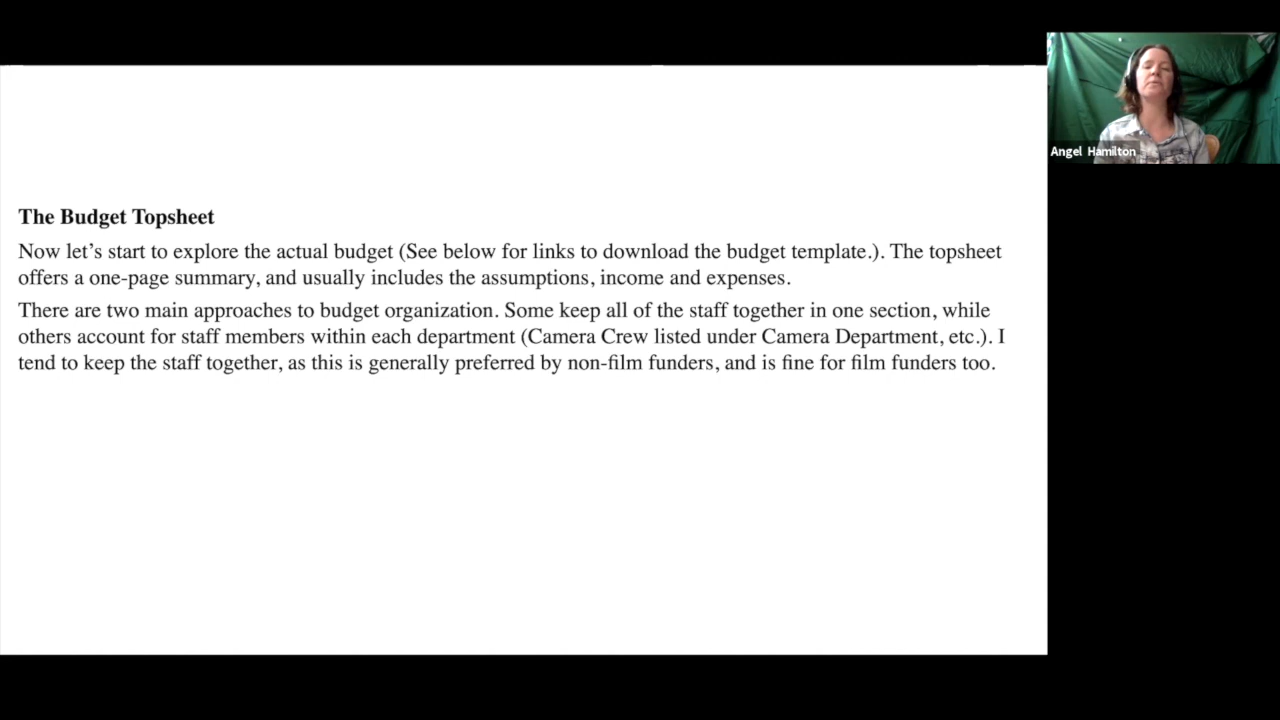 The Budget Topsheet
Now let’s start to explore the actual budget (See below for links to download the budget template.). The topsheet
offers a one-page summary, and usually includes the assumptions, income and expenses.
There are two main approaches to budget organization. Some keep all of the staff together in one section, while
others account for staff members within each department (Camera Crew listed under Camera Department, etc.). I
tend to keep the staff together, as this is generally preferred by non-film funders, and is fine for film funders too.
Angel Hamilton